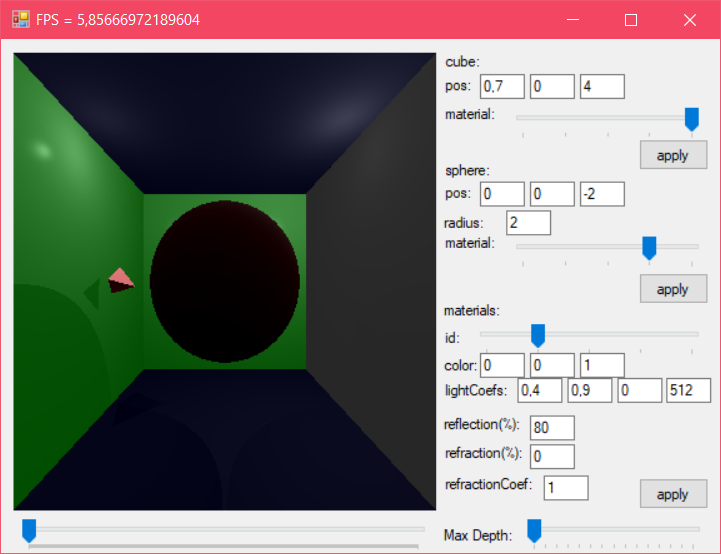 FPS = 5,85666972189604
cube:
pos: 0,7 0 4
material:
apply
sphere:
pos: 0 0 -2
radius: 2
material:
apply
materials:
id:
color: 0 0 1
lightCoefs: 0,4 0,9 0 512
reflection(%): 80
refraction(%): 0
refractionCoef: 1
apply
Max Depth: